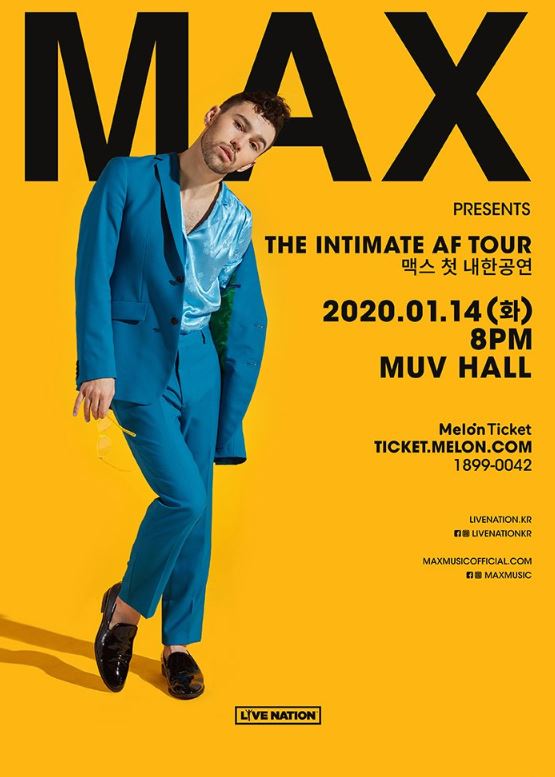 MAX
PRESENTS
THE INTIMATE AF TOUR
맥스 첫 내한공연
2020.01.14(화)
8PM
MUV HALL
Melon Ticket
TICKET.MELON.COM
1899-0042
LIVENATION.KR
LIVENATIONKR
MAXMUSICOFFICIAL.COM
MAXMUSIC
LIVE NATION